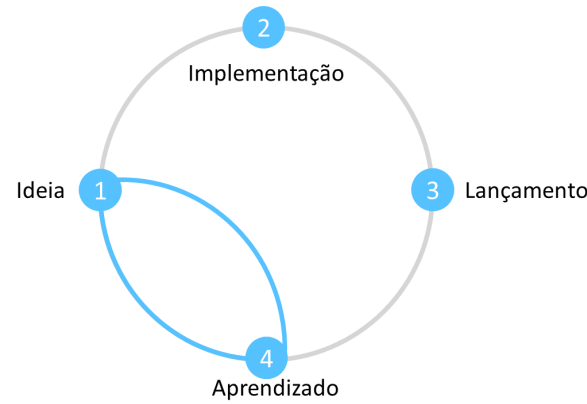 2
Implementação
Ideia 1
3 Lançamento
4
Aprendizado